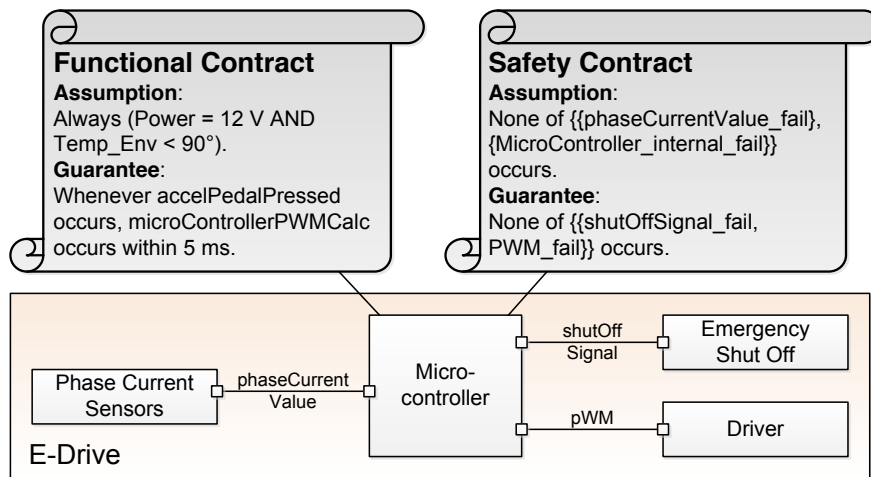 Functional Contract
Assumption:
Always (Power = 12 V AND
Temp_Env < 90°).
Guarantee:
Whenever accelPedalPressed
occurs, microControllerPWMCalc
occurs within 5 ms.
Safety Contract
Assumption:
None of {{phaseCurrentValue_fail},
{MicroController_internal_fail}}
occurs.
Guarantee:
None of {{shutOffSignal_fail,
PWM_fail}} occurs.
Phase Current
Sensors
phaseCurrent
Value
Micro-
controller
shutOff
Signal
Emergency
Shut Off
pWM
Driver
E-Drive